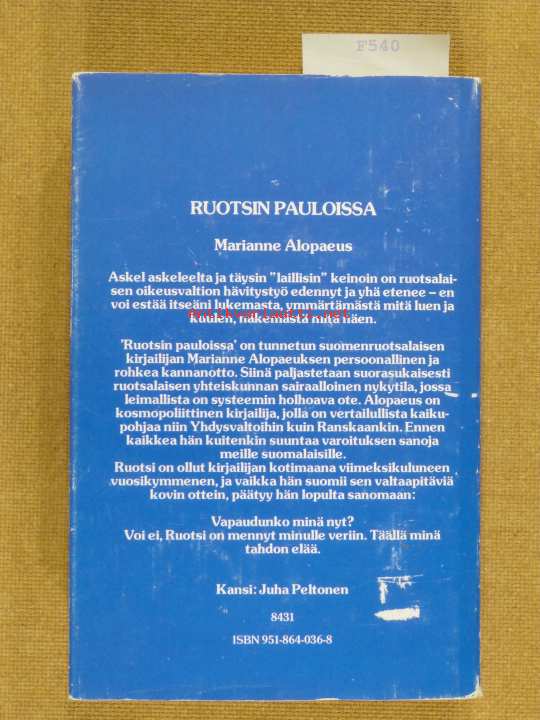 F540
RUOTSIN PAULOISSA
Marianne Alopaeus
Askel askeleelta ja täysin "laillisin" keinoin on ruotsalai-
sen oikeusvaltion hävitystyö edennyt ja yhä etenee – en
voi estää itseäni lukemasta, ymmärtämästä mitä luen ja
kuulen, näkemästä mitä näen.
'Ruotsin pauloissa' on tunnetun suomenruotsalaisen
kirjailijan Marianne Alopaeuksen persoonallinen ja
rohkea kannanotto. Siinä paljastetaan suorasukaisesti
ruotsalaisen yhteiskunnan sairaalloinen nykytila, jossa
leimallista on systeemin holhoava ote. Alopaeus on
kosmopoliittinen kirjailija, jolla on vertailullista kaiku-
pohjaa niin Yhdysvaltoihin kuin Ranskaankin. Ennen
kaikkea hän kuitenkin suuntaa varoituksen sanoja
meille suomalaisille.
Ruotsi on ollut kirjailijan kotimaana viimeksikuluneen
vuosikymmenen, ja vaikka hän suomii sen valtaapitäviä
kovin ottein, päätyy hän lopulta sanomaan:
Vapaudunko minä nyt?
Voi ei, Ruotsi on mennyt minulle veriin. Täällä minä
tahdon elää.
Kansi: Juha Peltonen
8431
ISBN 951-864-036-8